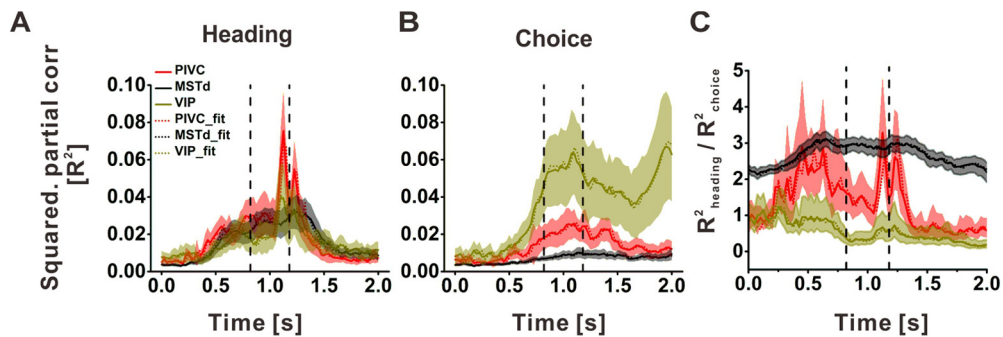 A
Heading
B
Choice
C
Squared. partial corr
[R²]
PIVC
MSTd
VIP
PIVC_fit
MSTd_fit
VIP_fit
0.10
0.08
0.06
0.04
0.02
0.00
0.0 0.5 1.0 1.5 2.0
Time [s]
0.10
0.08
0.06
0.04
0.02
0.00
0.0 0.5 1.0 1.5 2.0
Time [s]
R²heading / R²choice
5
4
3
2
1
0
0.0 0.5 1.0 1.5 2.0
Time [s]